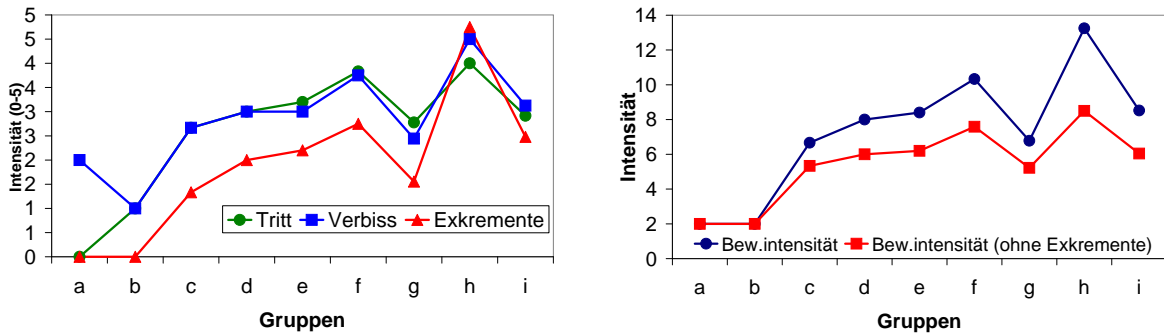 5
5
4
4
3
3
2
2
1
1
0
Intensität (0-5)
Tritt Verbiss Exkremente
a b c d e f g h i
Gruppen
14
12
10
8
6
4
2
0
Intensität
Bew.intensität Bew.intensität (ohne Exkremente)
a b c d e f g h i
Gruppen